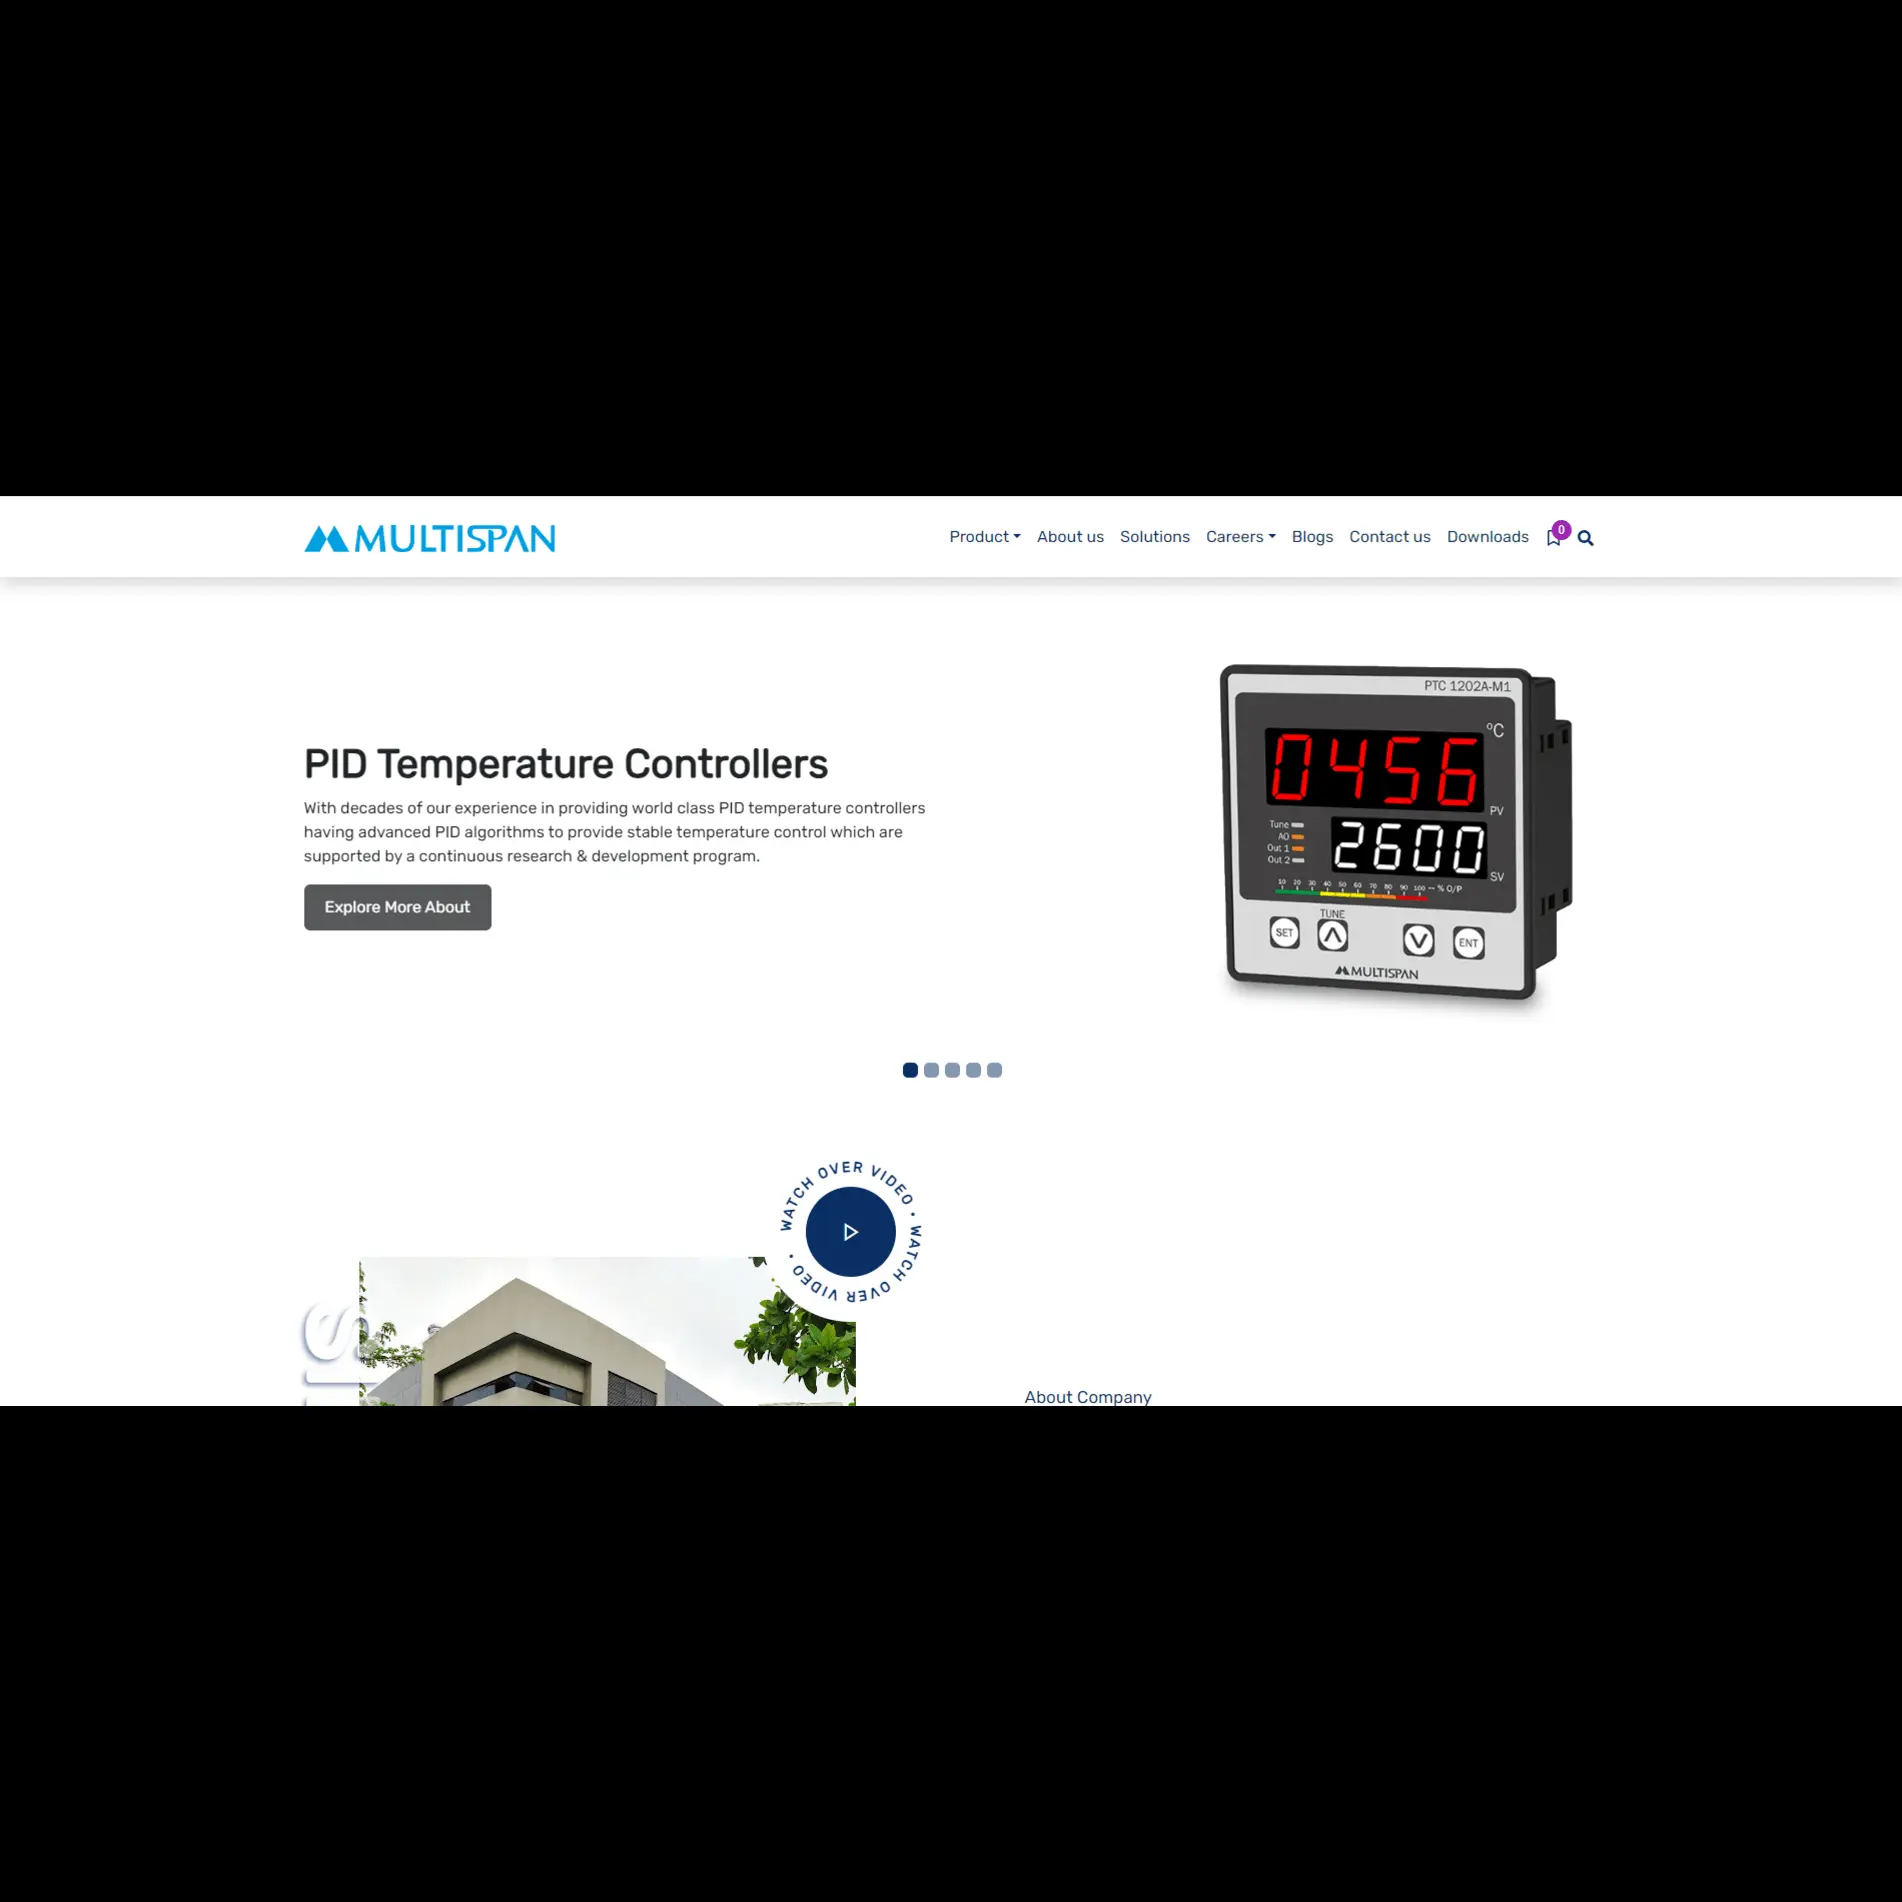 MULTISPAN
Product
About us
Solutions
Careers
Blogs
Contact us
Downloads
0
PID Temperature Controllers
With decades of our experience in providing world class PID temperature controllers
having advanced PID algorithms to provide stable temperature control which are
supported by a continuous research & development program.
Explore More About
PTC 1202A-M1
°C
0456
PV
Tune
AO
Out 1
Out 2
2600
SV
10 20 30 40 50 60 70 80 90 100 -- % O/P
TUNE
SET
ENT
MULTISPAN
WATCH OVER VIDEO • WATCH OVER VIDEO •
About Company